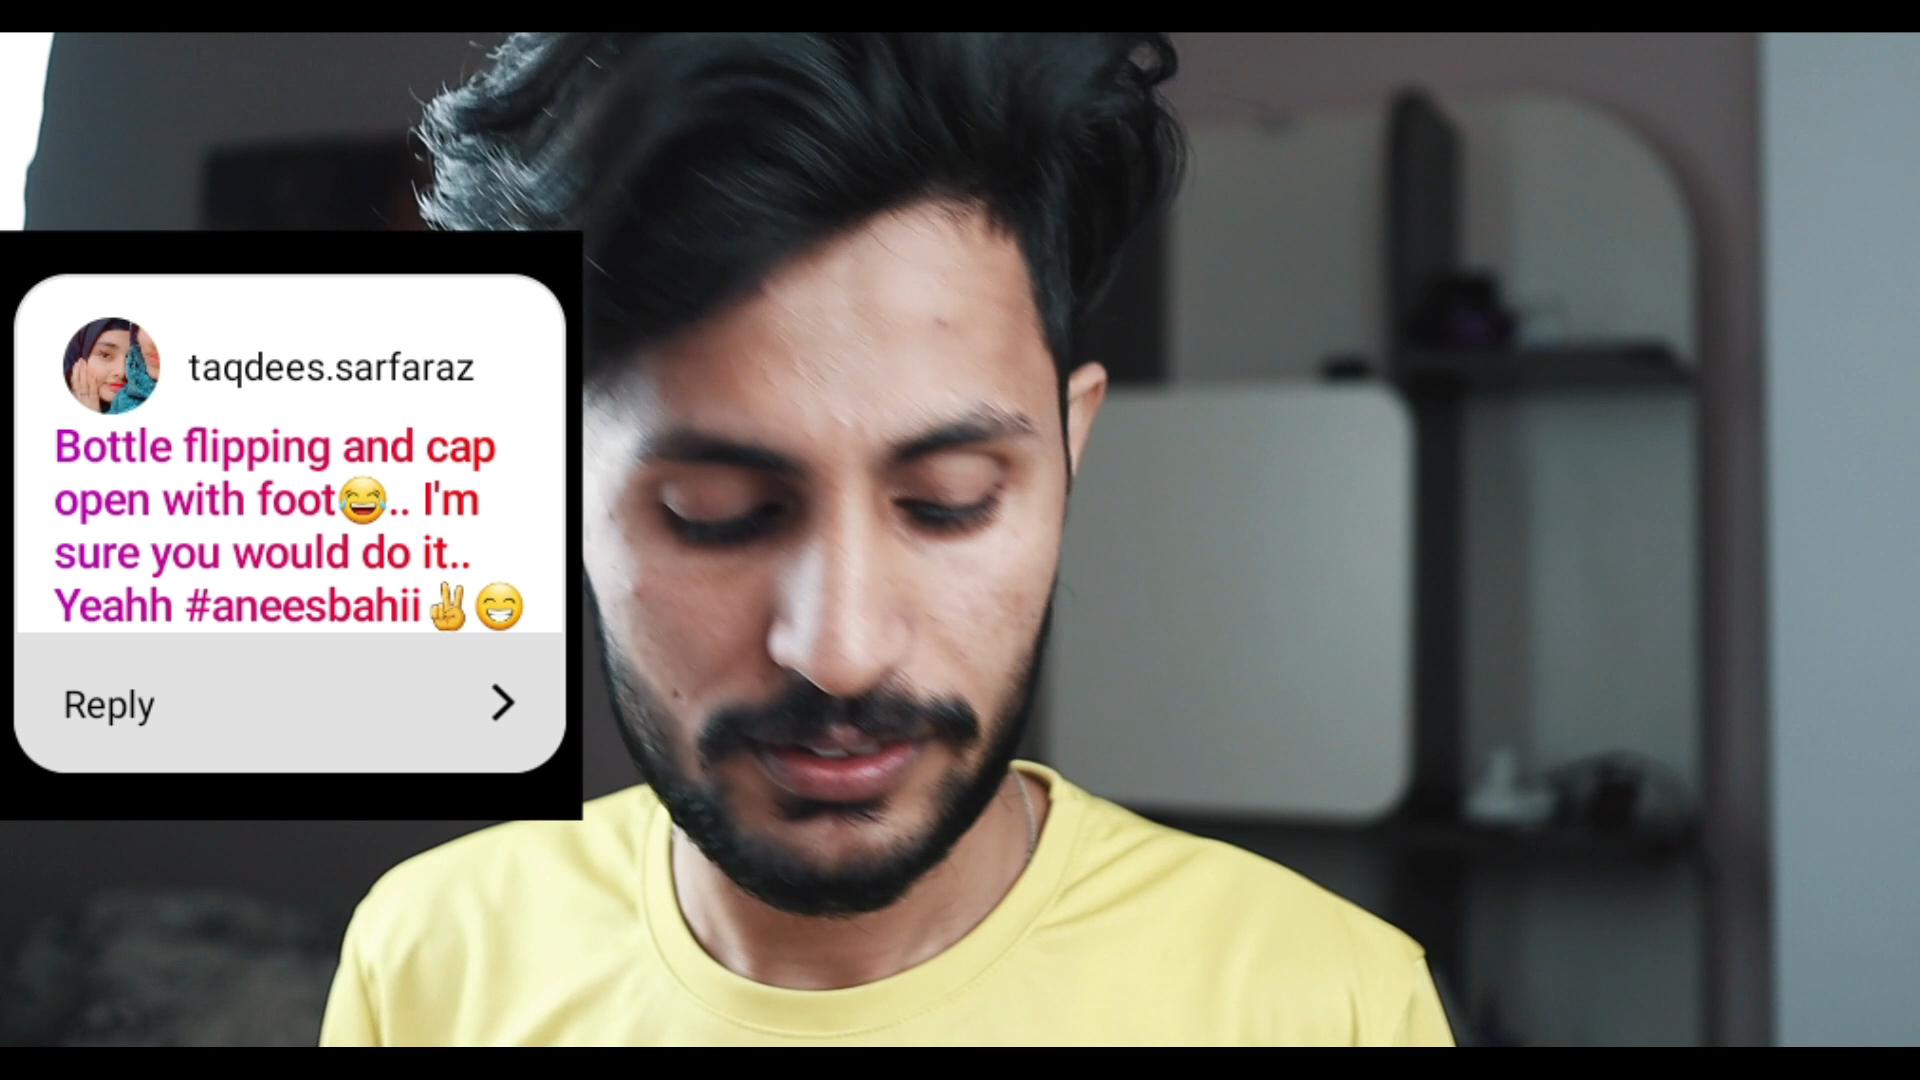 taqdees.sarfaraz
Bottle flipping and cap
open with foot😂.. I'm
sure you would do it..
Yeahh #aneesbahii✌️😁
Reply